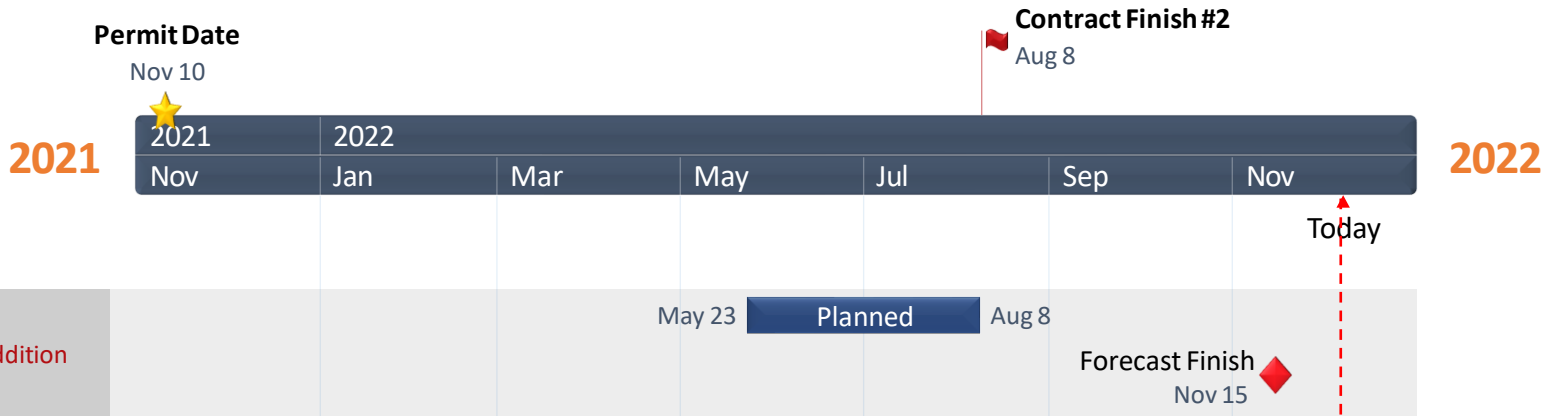 Contract Finish #2
Permit Date
Aug 8
Nov 10
2021 2022
2021 2022
Nov Jan Mar May Jul Sep Nov
Today
May 23 Planned Aug 8
Forecast Finish
Nov 15